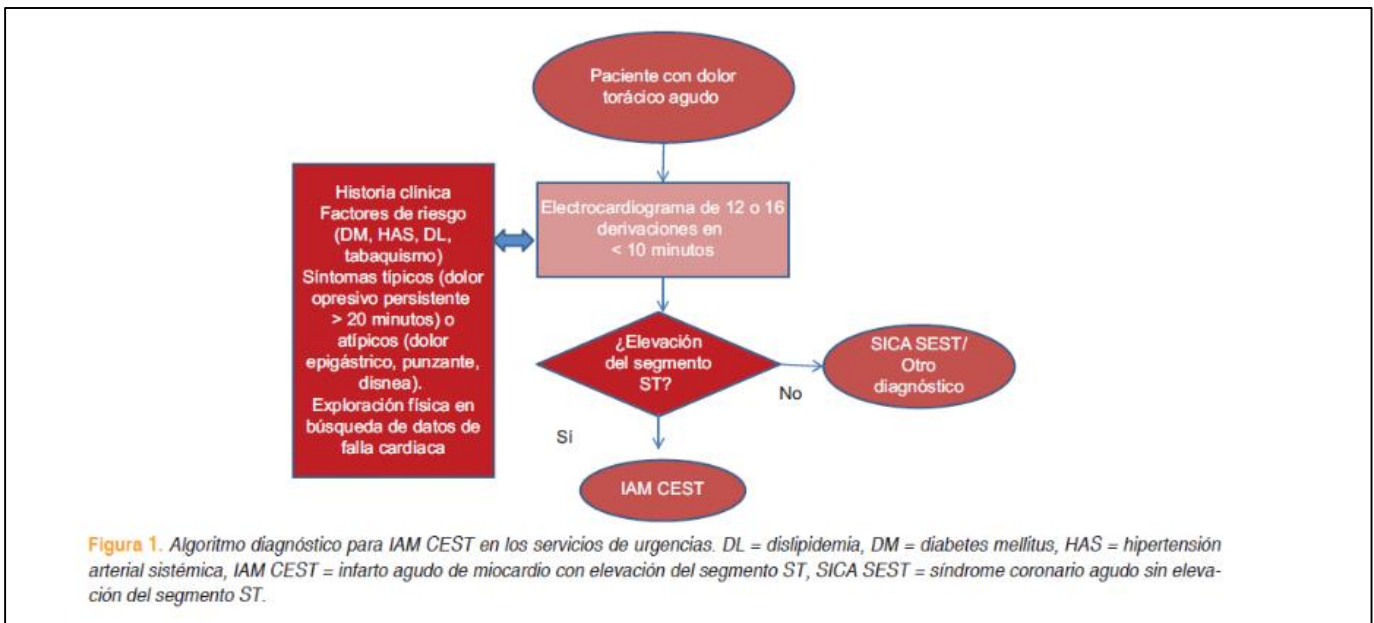 Paciente con dolor
torácico agudo
Historia clínica
Factores de riesgo
(DM, HAS, DL,
tabaquismo)
Síntomas típicos (dolor
opresivo persistente
> 20 minutos) o
atípicos (dolor
epigástrico, punzante,
disnea).
Exploración física en
búsqueda de datos de
falla cardiaca
Electrocardiograma de 12 o 16
derivaciones en
< 10 minutos
¿Elevación
del segmento
ST?
No
SICA SEST/
Otro
diagnóstico
Sí
IAM CEST
Figura 1. Algoritmo diagnóstico para IAM CEST en los servicios de urgencias. DL = dislipidemia, DM = diabetes mellitus, HAS = hipertensión
arterial sistémica, IAM CEST = infarto agudo de miocardio con elevación del segmento ST, SICA SEST = síndrome coronario agudo sin eleva-
ción del segmento ST.